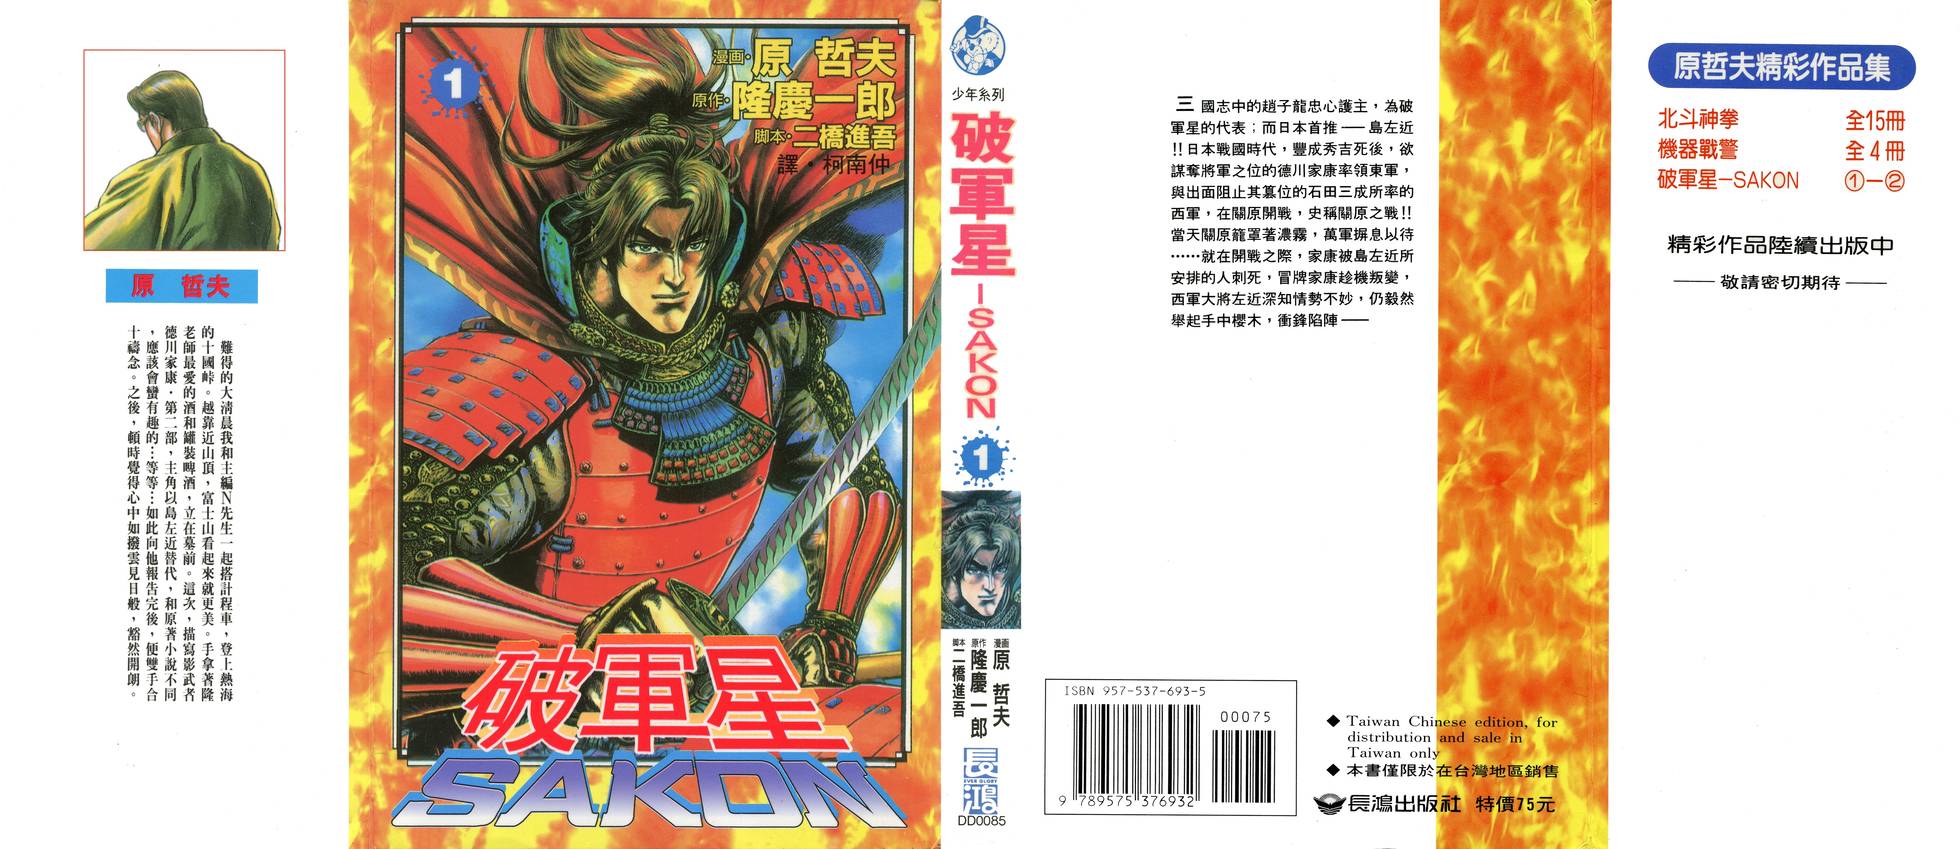 原 哲夫
難得的大清晨我和主編N先生一起搭計程車，登上熱海
的十國峠。越靠近山頂，富士山看起來就更美。手拿著隆
老師最愛的酒和罐裝啤酒，立在墓前。這次，描寫影武者
德川家康．第二部，主角以島左近替代，和原著小說不同
，應該會蠻有趣的…等等…如此向他報告完後，便雙手合
十禱念。之後，頓時覺得心中如撥雲見日般，豁然開朗。
1
漫画·原 哲夫
原作·隆慶一郎
脚本·二橋進吾
譯·柯南仲
破軍星
SAKON
少年系列
破軍星－SAKON
1
漫画 原 哲夫
原作 隆慶一郎
脚本 二橋進吾
長鴻
EVER GLORY
DD0085
三國志中的趙子龍忠心護主，為破
軍星的代表；而日本首推──島左近
!!日本戰國時代，豐成秀吉死後，欲
謀奪將軍之位的德川家康率領東軍，
與出面阻止其篡位的石田三成所率的
西軍，在關原開戰，史稱關原之戰!!
當天關原籠罩著濃霧，萬軍摒息以待
……就在開戰之際，家康被島左近所
安排的人刺死，冒牌家康趁機叛變，
西軍大將左近深知情勢不妙，仍毅然
舉起手中櫻木，衝鋒陷陣──
ISBN 957-537-693-5
00075
9 789575 376932
◆ Taiwan Chinese edition, for
distribution and sale in
Taiwan only
◆ 本書僅限於在台灣地區銷售
長鴻出版社 特價75元
原哲夫精彩作品集
北斗神拳 全15冊
機器戰警 全4冊
破軍星－SAKON ①－②
精彩作品陸續出版中
──敬請密切期待──